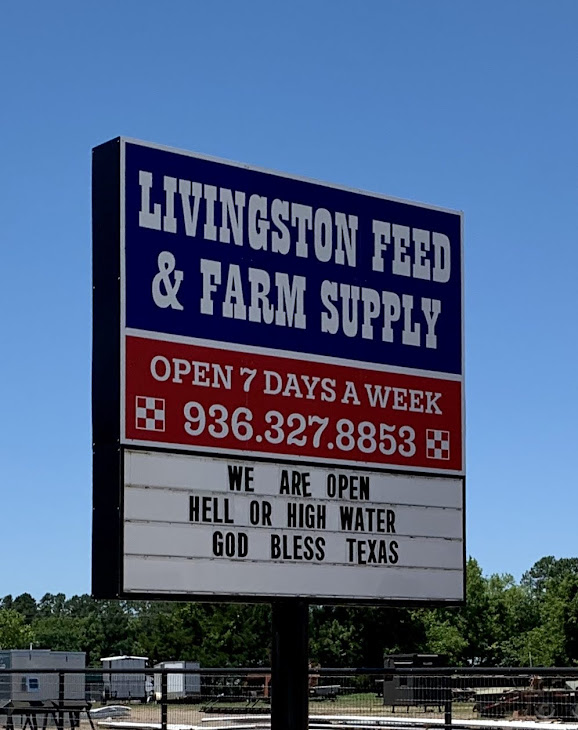 LIVINGSTON FEED
& FARM SUPPLY
OPEN 7 DAYS A WEEK
936.327.8853
WE ARE OPEN
HELL OR HIGH WATER
GOD BLESS TEXAS